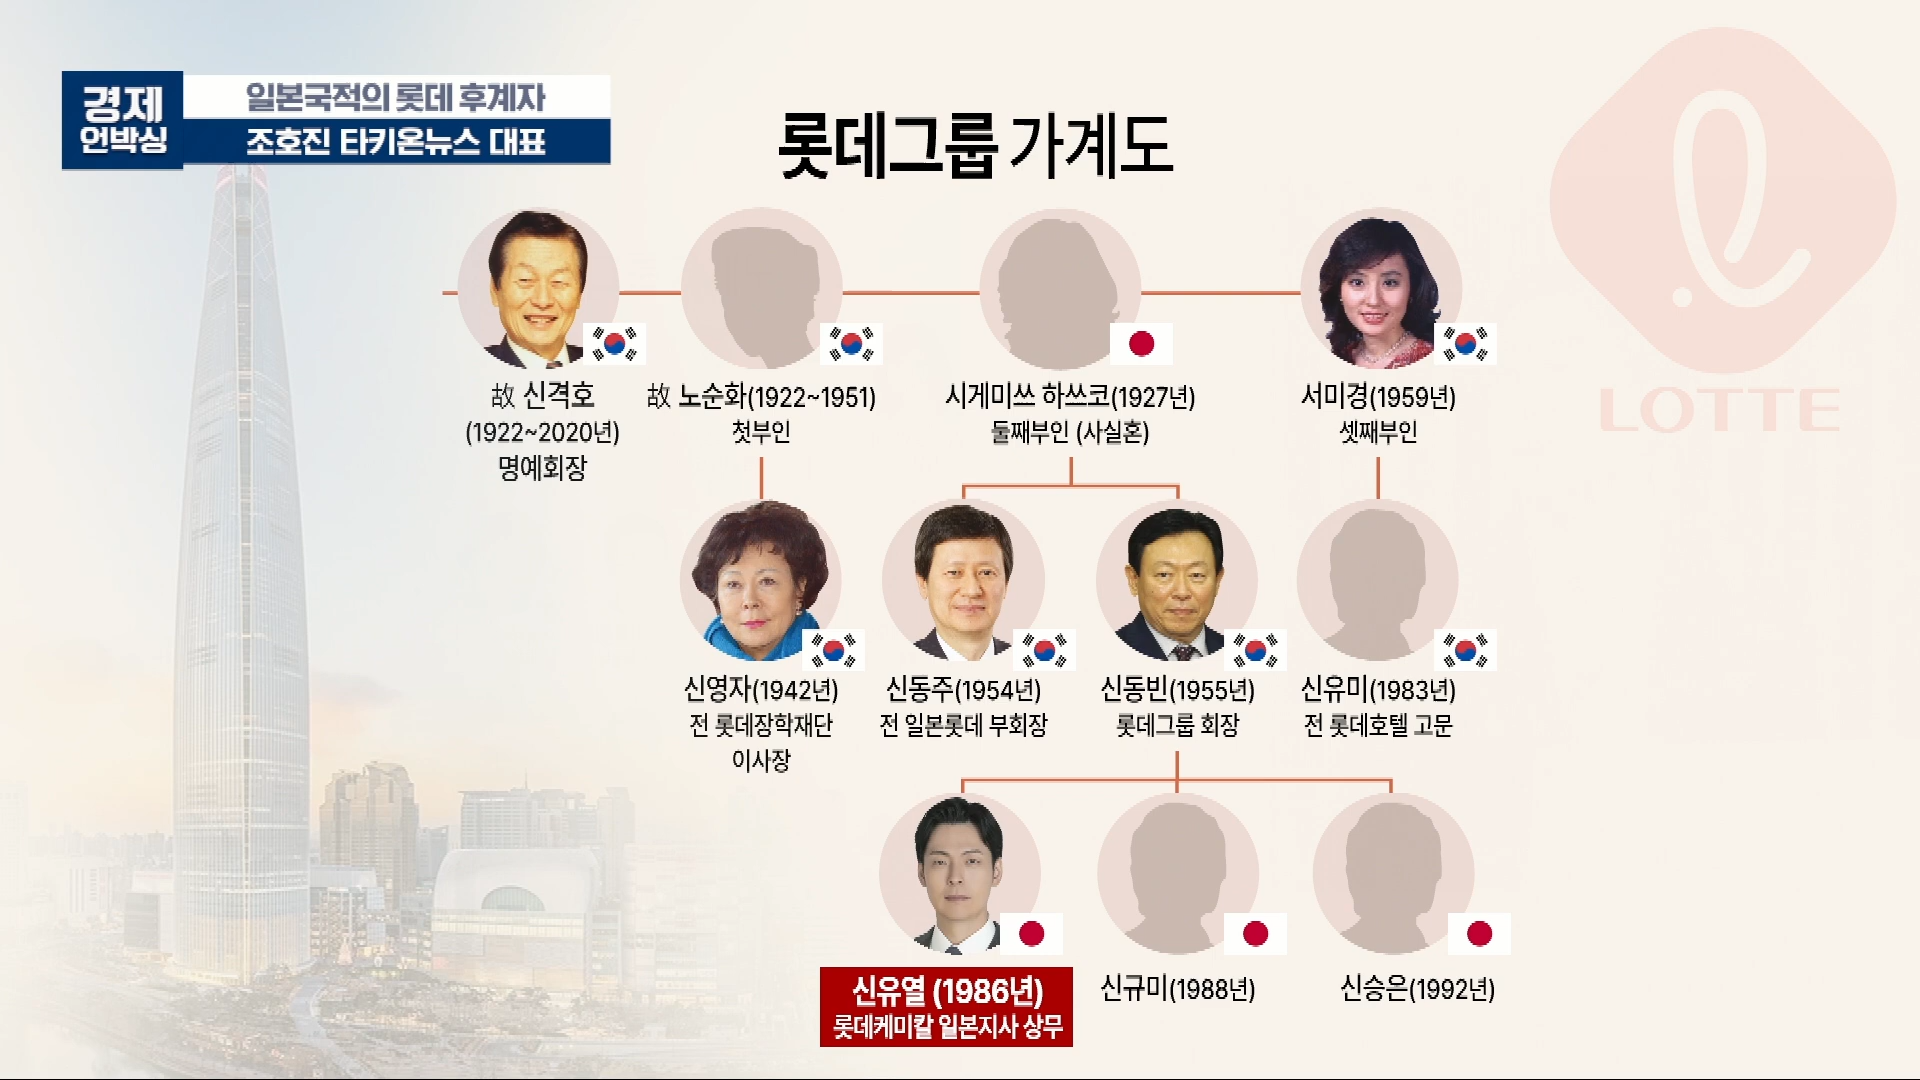 경제
언박싱
일본국적의 롯데 후계자
조호진 타키온뉴스 대표
롯데그룹 가계도
LOTTE
故 신격호
(1922~2020년)
명예회장
故 노순화(1922~1951)
첫부인
시게미쓰 하쓰코(1927년)
둘째부인 (사실혼)
서미경(1959년)
셋째부인
신영자(1942년)
전 롯데장학재단
이사장
신동주(1954년)
전 일본롯데 부회장
신동빈(1955년)
롯데그룹 회장
신유미(1983년)
전 롯데호텔 고문
신유열 (1986년)
롯데케미칼 일본지사 상무
신규미(1988년)
신승은(1992년)